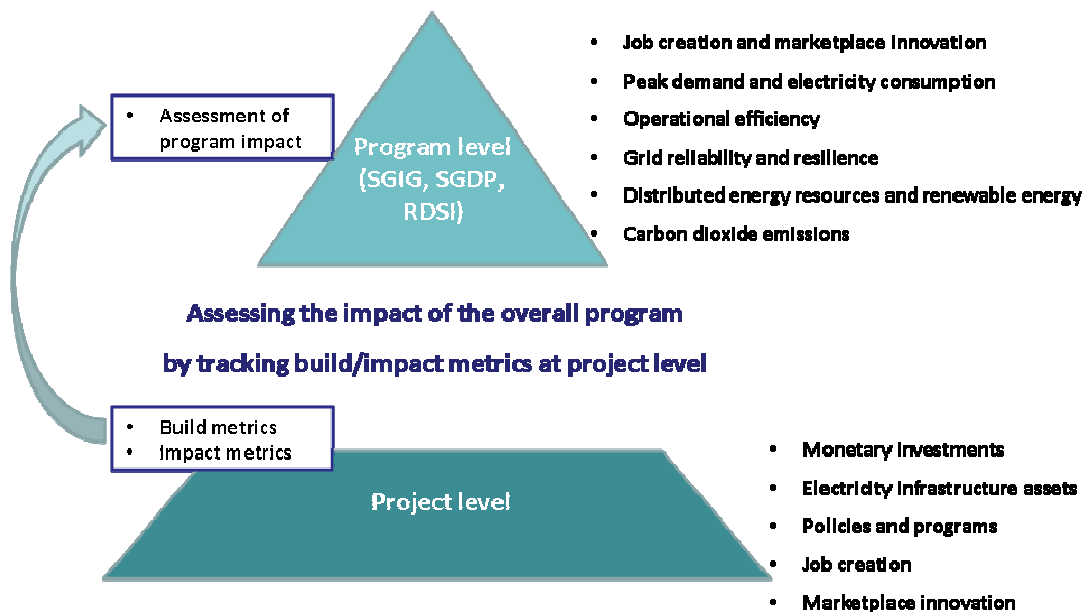 • Job creation and marketplace innovation
• Peak demand and electricity consumption
• Operational efficiency
• Grid reliability and resilience
• Distributed energy resources and renewable energy
• Carbon dioxide emissions
• Assessment of
program impact
Program level
(SGIG, SGDP,
RDSI)
Assessing the impact of the overall program
by tracking build/impact metrics at project level
• Build metrics
• Impact metrics
Project level
• Monetary investments
• Electricity infrastructure assets
• Policies and programs
• Job creation
• Marketplace innovation